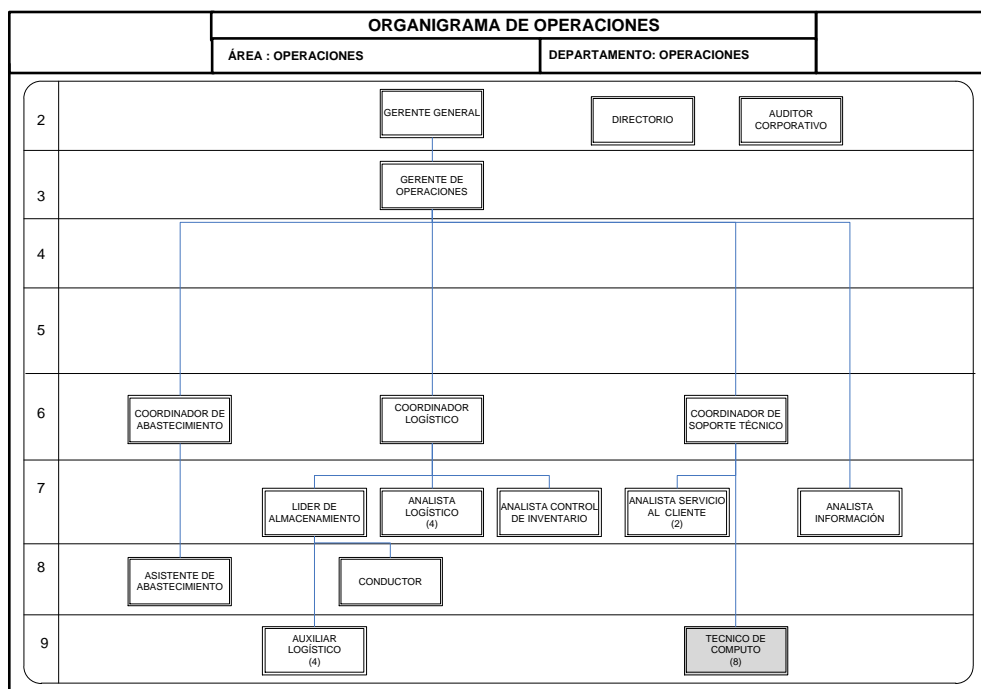 ORGANIGRAMA DE OPERACIONES
ÁREA : OPERACIONES
DEPARTAMENTO: OPERACIONES
2
GERENTE GENERAL
DIRECTORIO
AUDITOR
CORPORATIVO
3
GERENTE DE
OPERACIONES
4
5
6
COORDINADOR DE
ABASTECIMIENTO
COORDINADOR
LOGÍSTICO
COORDINADOR DE
SOPORTE TÉCNICO
7
LIDER DE
ALMACENAMIENTO
ANALISTA
LOGÍSTICO
(4)
ANALISTA CONTROL
DE INVENTARIO
ANALISTA SERVICIO
AL CLIENTE
(2)
ANALISTA
INFORMACIÓN
8
ASISTENTE DE
ABASTECIMIENTO
CONDUCTOR
9
AUXILIAR
LOGÍSTICO
(4)
TECNICO DE
COMPUTO
(8)